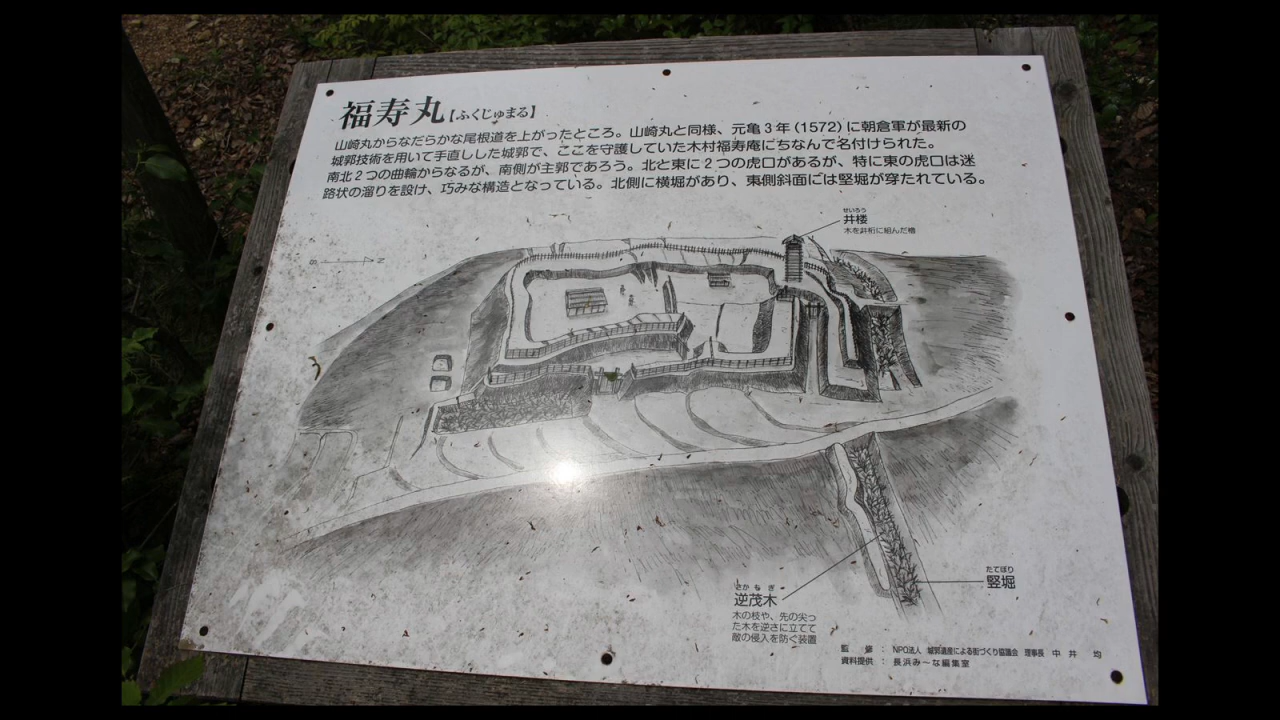 福寿丸【ふくじゅまる】
山崎丸からなだらかな尾根道を上がったところ。山崎丸と同様、元亀3年(1572)に朝倉軍が最新の
城郭技術を用いて手直しした城郭で、ここを守護していた木村福寿庵にちなんで名付けられた。
南北2つの曲輪からなるが、南側が主郭であろう。北と東に2つの虎口があるが、特に東の虎口は迷
路状の溜りを設け、巧みな構造となっている。北側に横堀があり、東側斜面には堅堀が穿たれている。
せいろう
井楼
木を井桁に組んだ櫓
S N
さかもぎ
逆茂木
木の枝や、先の尖っ
た木を逆さに立てて
敵の侵入を防ぐ装置
たてぼり
竪堀
監修:NPO法人 城郭遺産による街づくり協議会 理事長 中井 均
資料提供:長浜み〜な編集室